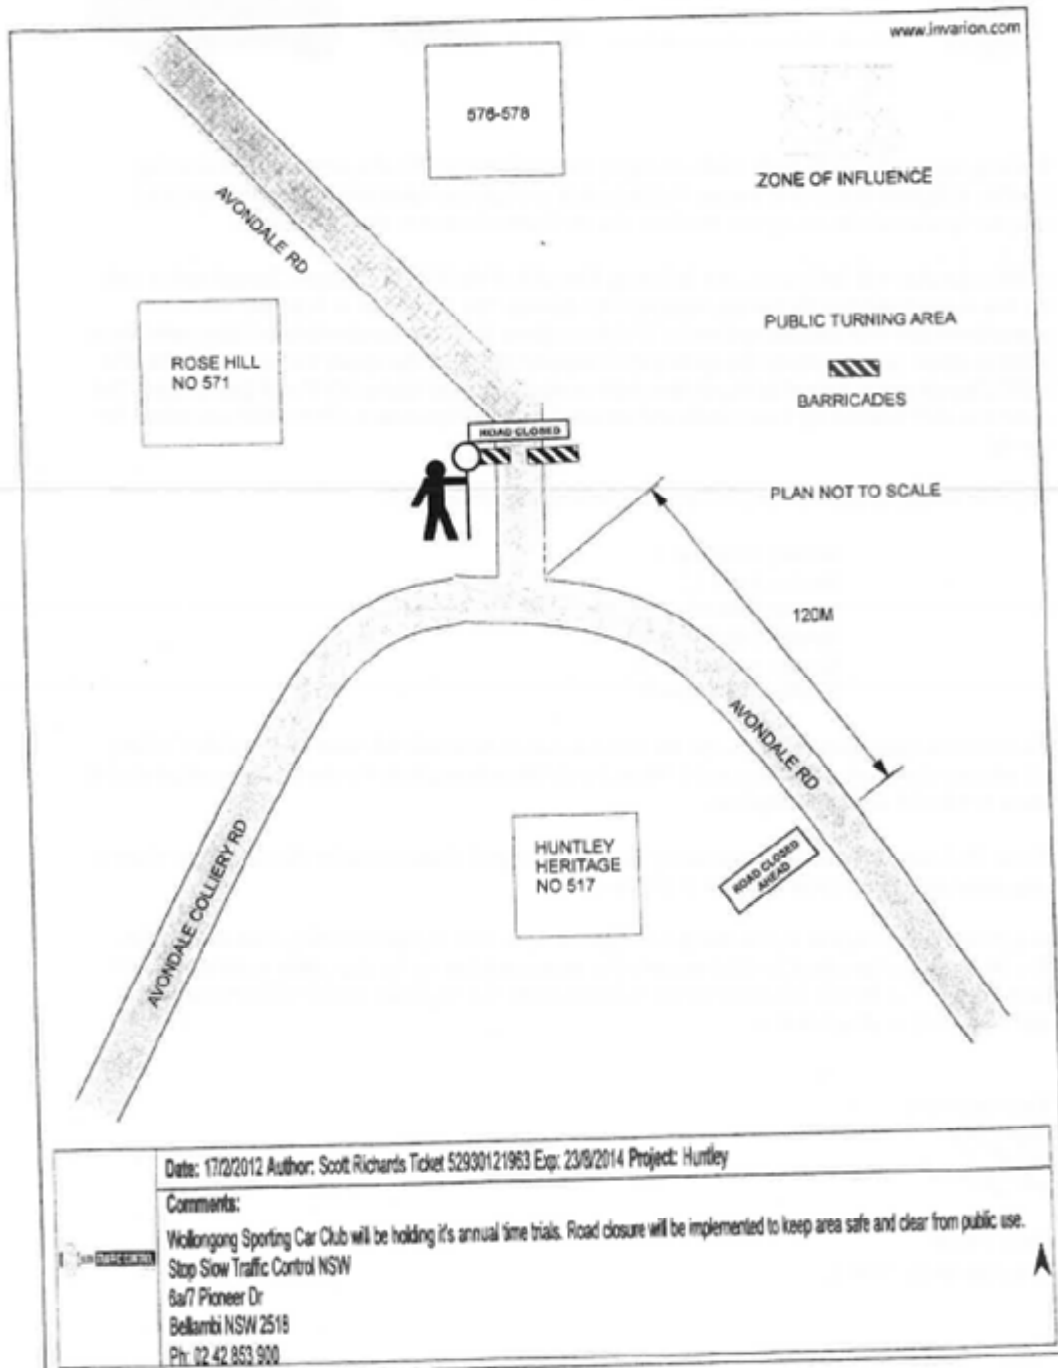 www.invarion.com
576-578
ZONE OF INFLUENCE
AVONDALE RD
PUBLIC TURNING AREA
ROSE HILL
NO 571
BARRICADES
ROAD CLOSED
PLAN NOT TO SCALE
120M
AVONDALE RD
HUNTLEY
HERITAGE
NO 517
ROAD CLOSED
AHEAD
AVONDALE COLLIERY RD
Date: 17/2/2012 Author: Scott Richards Ticket 52930121963 Exp: 23/8/2014 Project: Huntley
Comments:
Wollongong Sporting Car Club will be holding it's annual time trials. Road closure will be implemented to keep area safe and clear from public use.
Stop Slow Traffic Control NSW
6a/7 Pioneer Dr
Bellambi NSW 2518
Ph: 02 42 853 900
TRAFFIC CONTROL